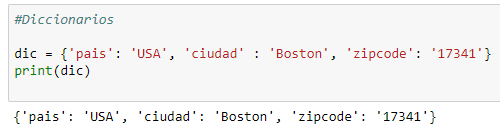 #Diccionarios
dic = {'pais': 'USA', 'ciudad' : 'Boston', 'zipcode': '17341'}
print(dic)
{'pais': 'USA', 'ciudad': 'Boston', 'zipcode': '17341'}